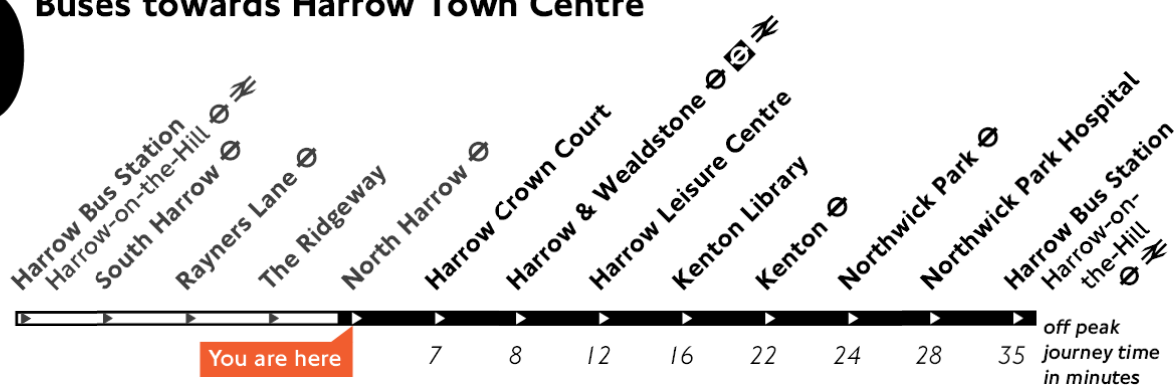 Buses towards Harrow Town Centre
Harrow Bus Station
Harrow-on-the-Hill
South Harrow
Rayners Lane
The Ridgeway
North Harrow
Harrow Crown Court
Harrow & Wealdstone
Harrow Leisure Centre
Kenton Library
Kenton
Northwick Park
Northwick Park Hospital
Harrow Bus Station
Harrow-on-
the-Hill
You are here
7 8 12 16 22 24 28 35
off peak
journey time
in minutes